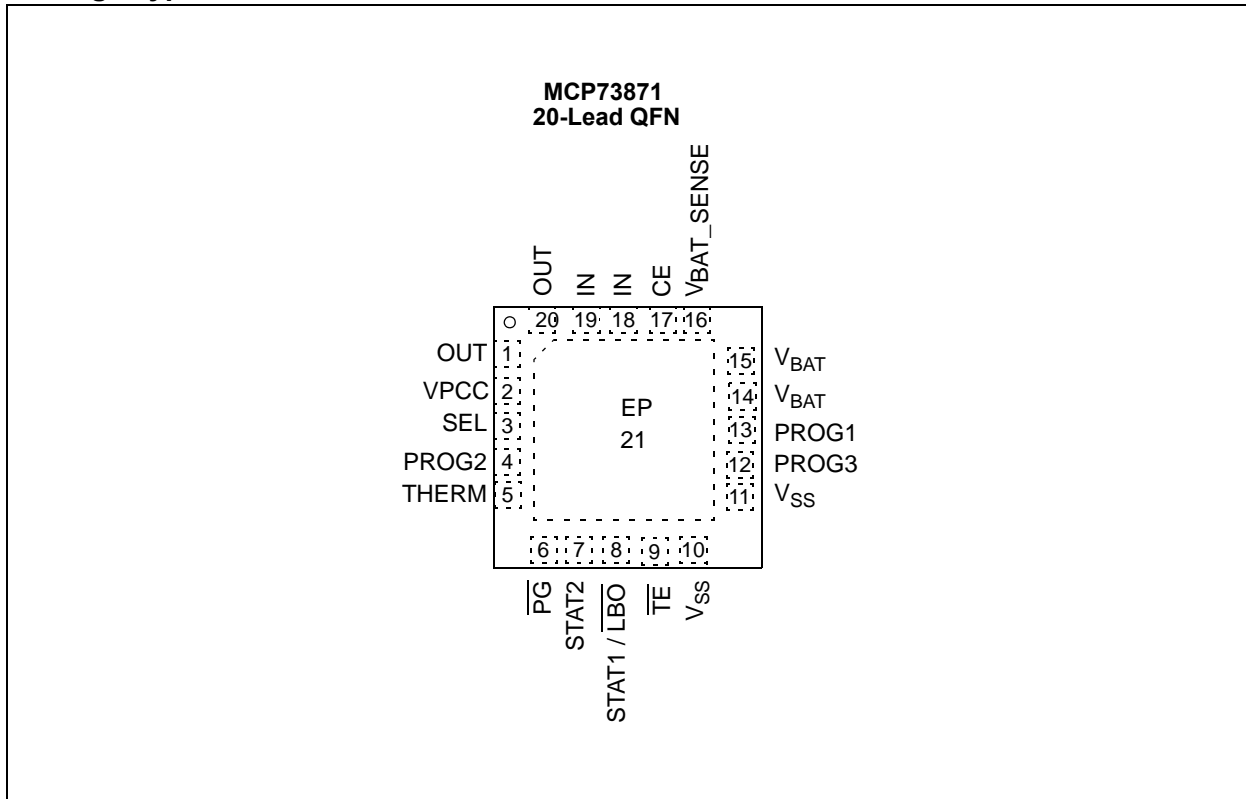 MCP73871
20-Lead QFN
OUT
IN
IN
CE
VBAT_SENSE
20
19
18
17
16
OUT 1
VPCC 2
SEL 3
PROG2 4
THERM 5
EP
21
15 VBAT
14 VBAT
13 PROG1
12 PROG3
11 VSS
6
7
8
9
10
PG
STAT2
STAT1 / LBO
TE
VSS